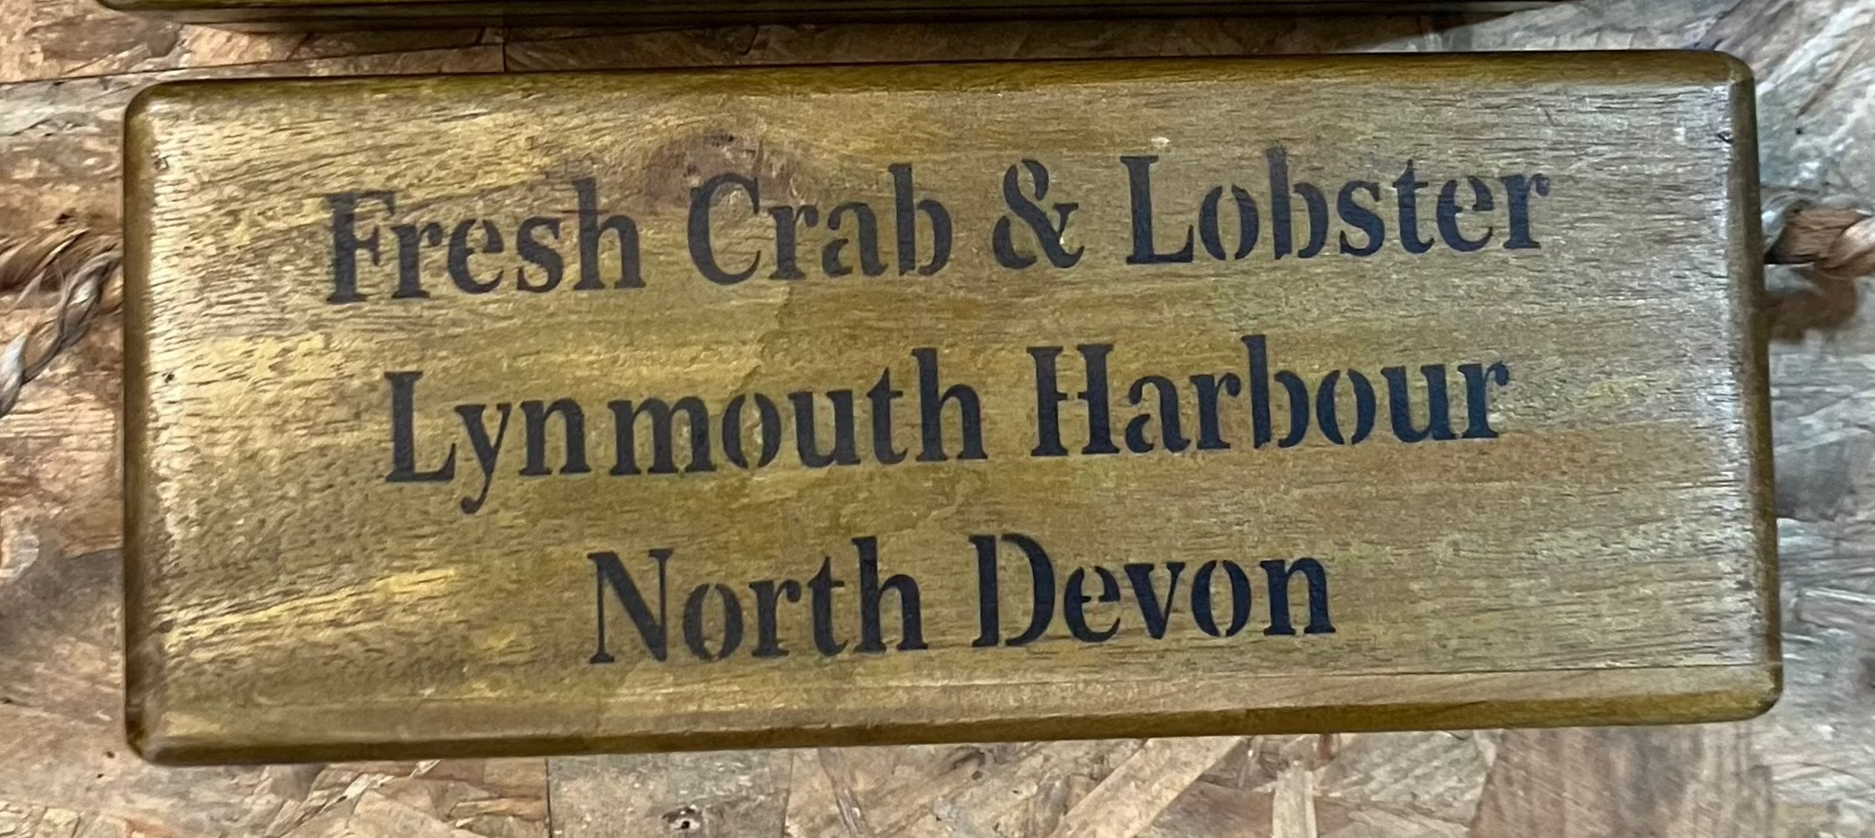 Fresh Crab & Lobster
Lynmouth Harbour
North Devon